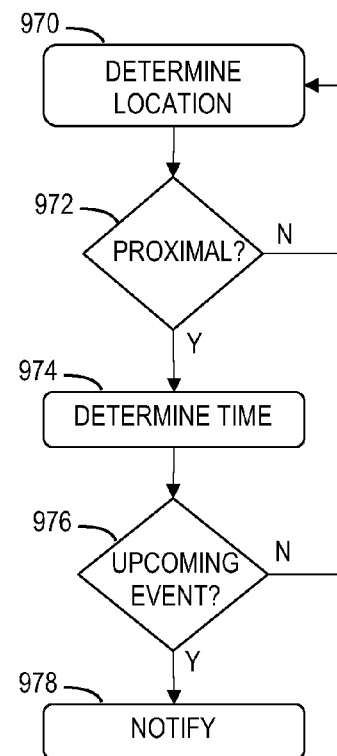 970
DETERMINE
LOCATION
972
PROXIMAL?
N
Y
974
DETERMINE TIME
976
UPCOMING
EVENT?
N
Y
978
NOTIFY